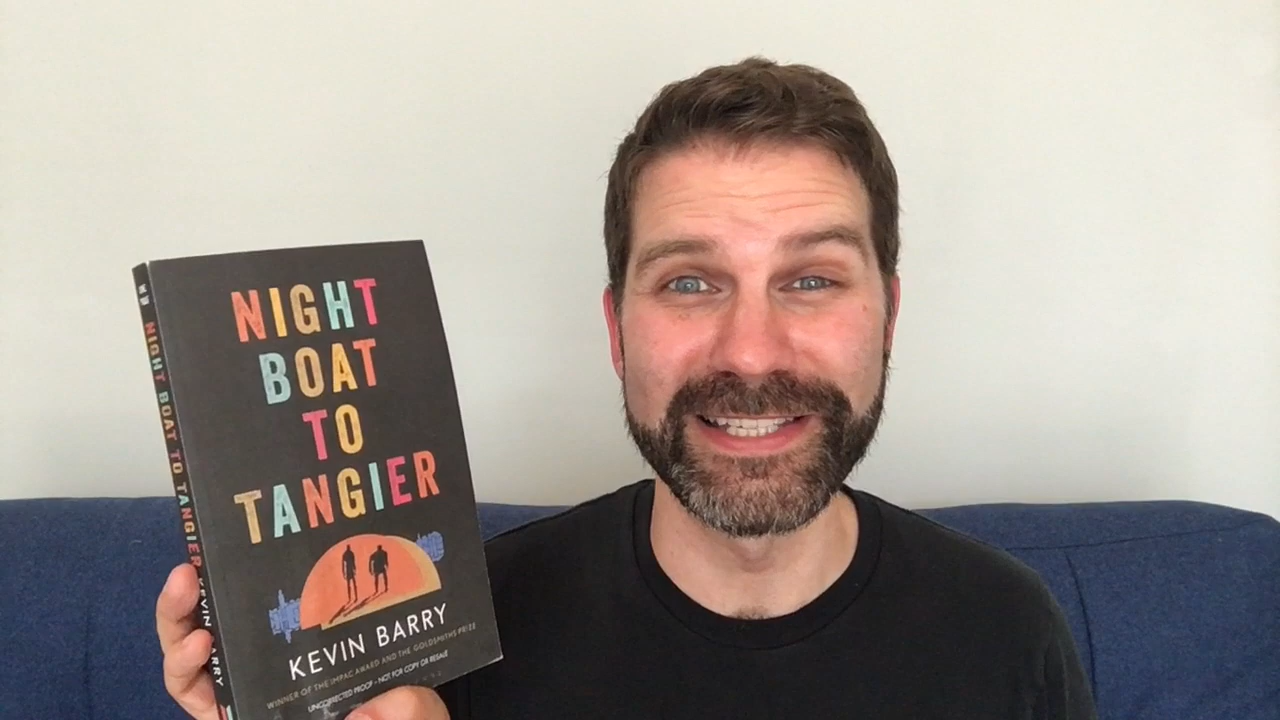 NIGHT
BOAT
TO
TANGIER
KEVIN BARRY
WINNER OF THE IMPAC AWARD AND THE GOLDSMITHS PRIZE
UNCORRECTED PROOF - NOT FOR COPY OR RESALE
NIGHT BOAT TO TANGIER KEVIN BARRY